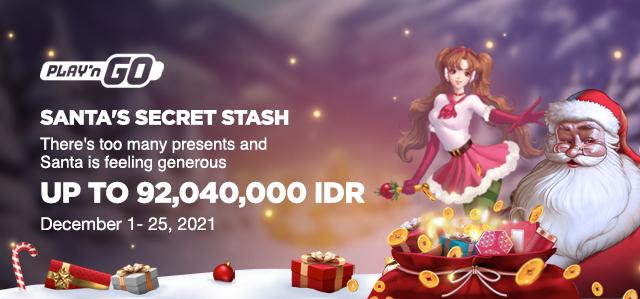 PLAY'n GO
SANTA'S SECRET STASH
There's too many presents and
Santa is feeling generous
UP TO 92,040,000 IDR
December 1- 25, 2021